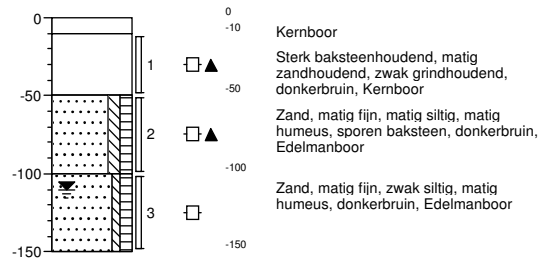 0
0
-10
Kernboor
1
Sterk baksteenhoudend, matig
zandhoudend, zwak grindhoudend,
donkerbruin, Kernboor
-50
-50
2
Zand, matig fijn, matig siltig, matig
humeus, sporen baksteen, donkerbruin,
Edelmanboor
-100
-100
3
Zand, matig fijn, zwak siltig, matig
humeus, donkerbruin, Edelmanboor
-150
-150